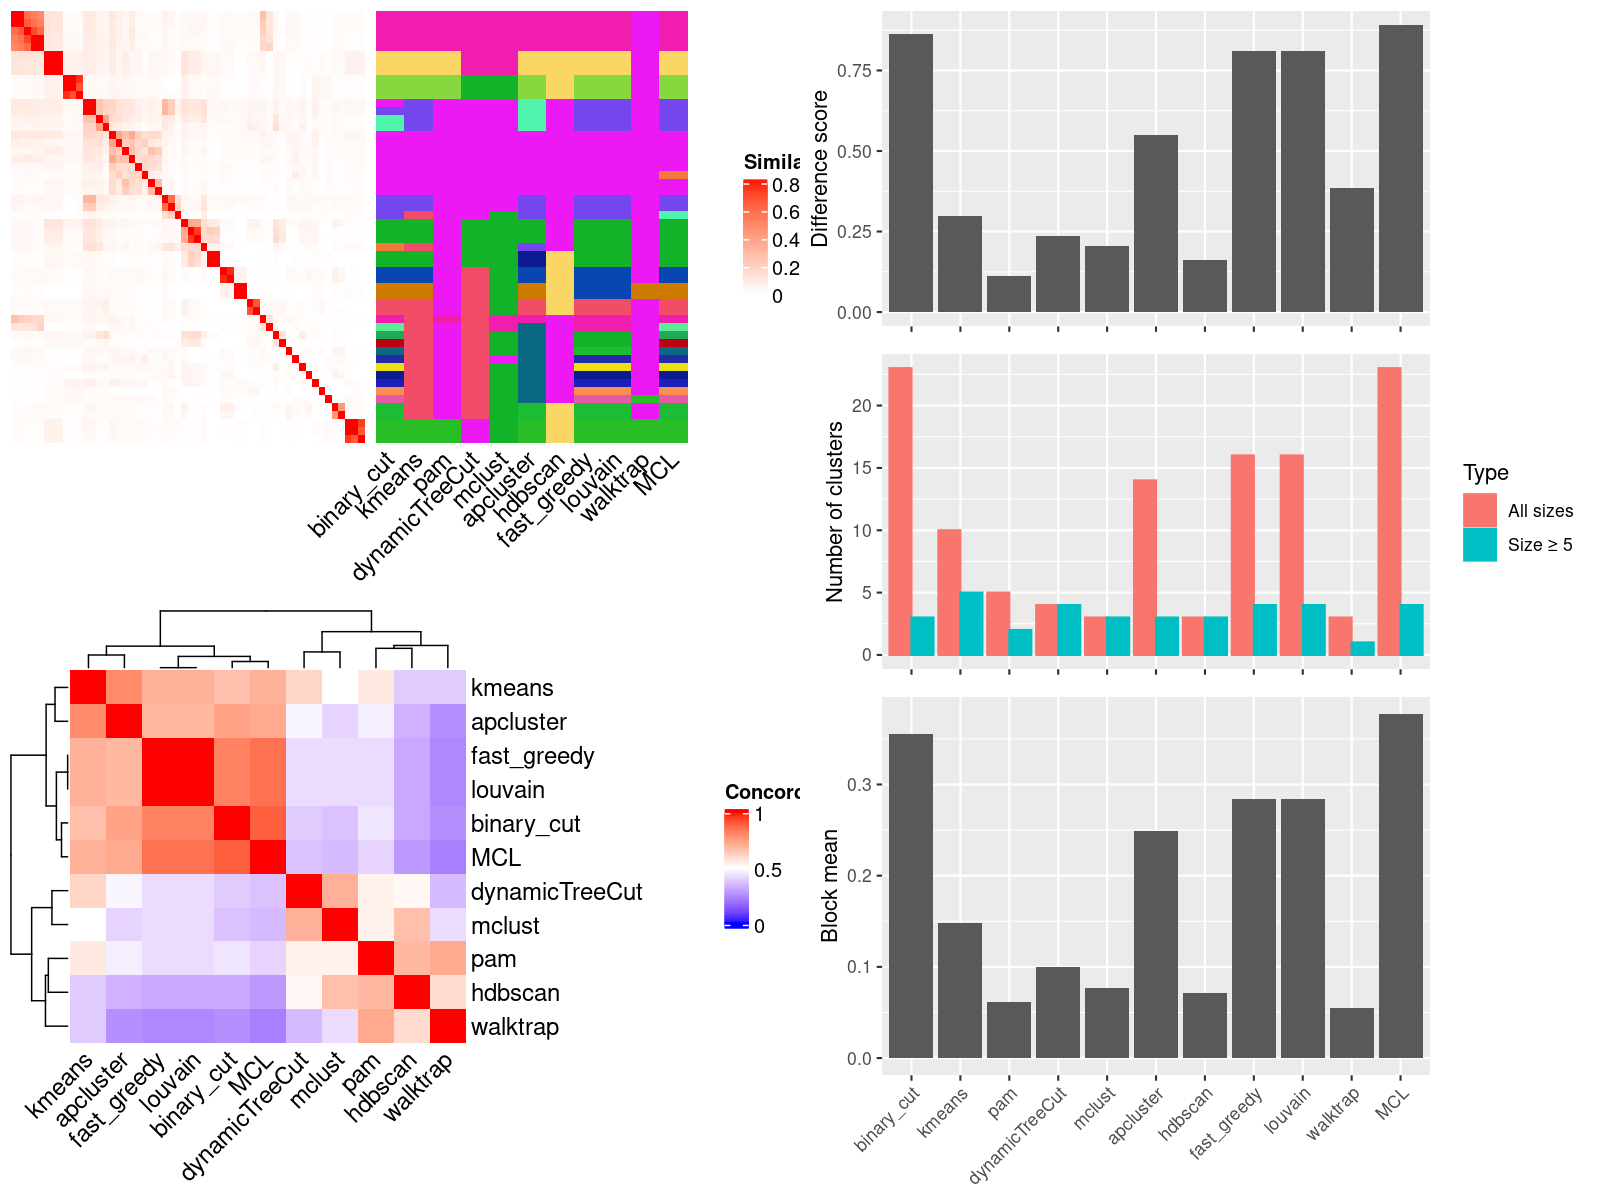 Simila
0.8
0.6
0.4
0.2
0
binary_cut
kmeans
pam
dynamicTreeCut
mclust
apcluster
hdbscan
fast_greedy
louvain
walktrap
MCL
Difference score
0.75
0.50
0.25
0.00
Number of clusters
20
15
10
5
0
Type
All sizes
Size ≥ 5
kmeans
apcluster
fast_greedy
louvain
binary_cut
MCL
dynamicTreeCut
mclust
pam
hdbscan
walktrap
kmeans
apcluster
fast_greedy
louvain
binary_cut
MCL
dynamicTreeCut
mclust
pam
hdbscan
walktrap
Concord
1
0.5
0
Block mean
0.3
0.2
0.1
0.0
binary_cut
kmeans
pam
dynamicTreeCut
mclust
apcluster
hdbscan
fast_greedy
louvain
walktrap
MCL